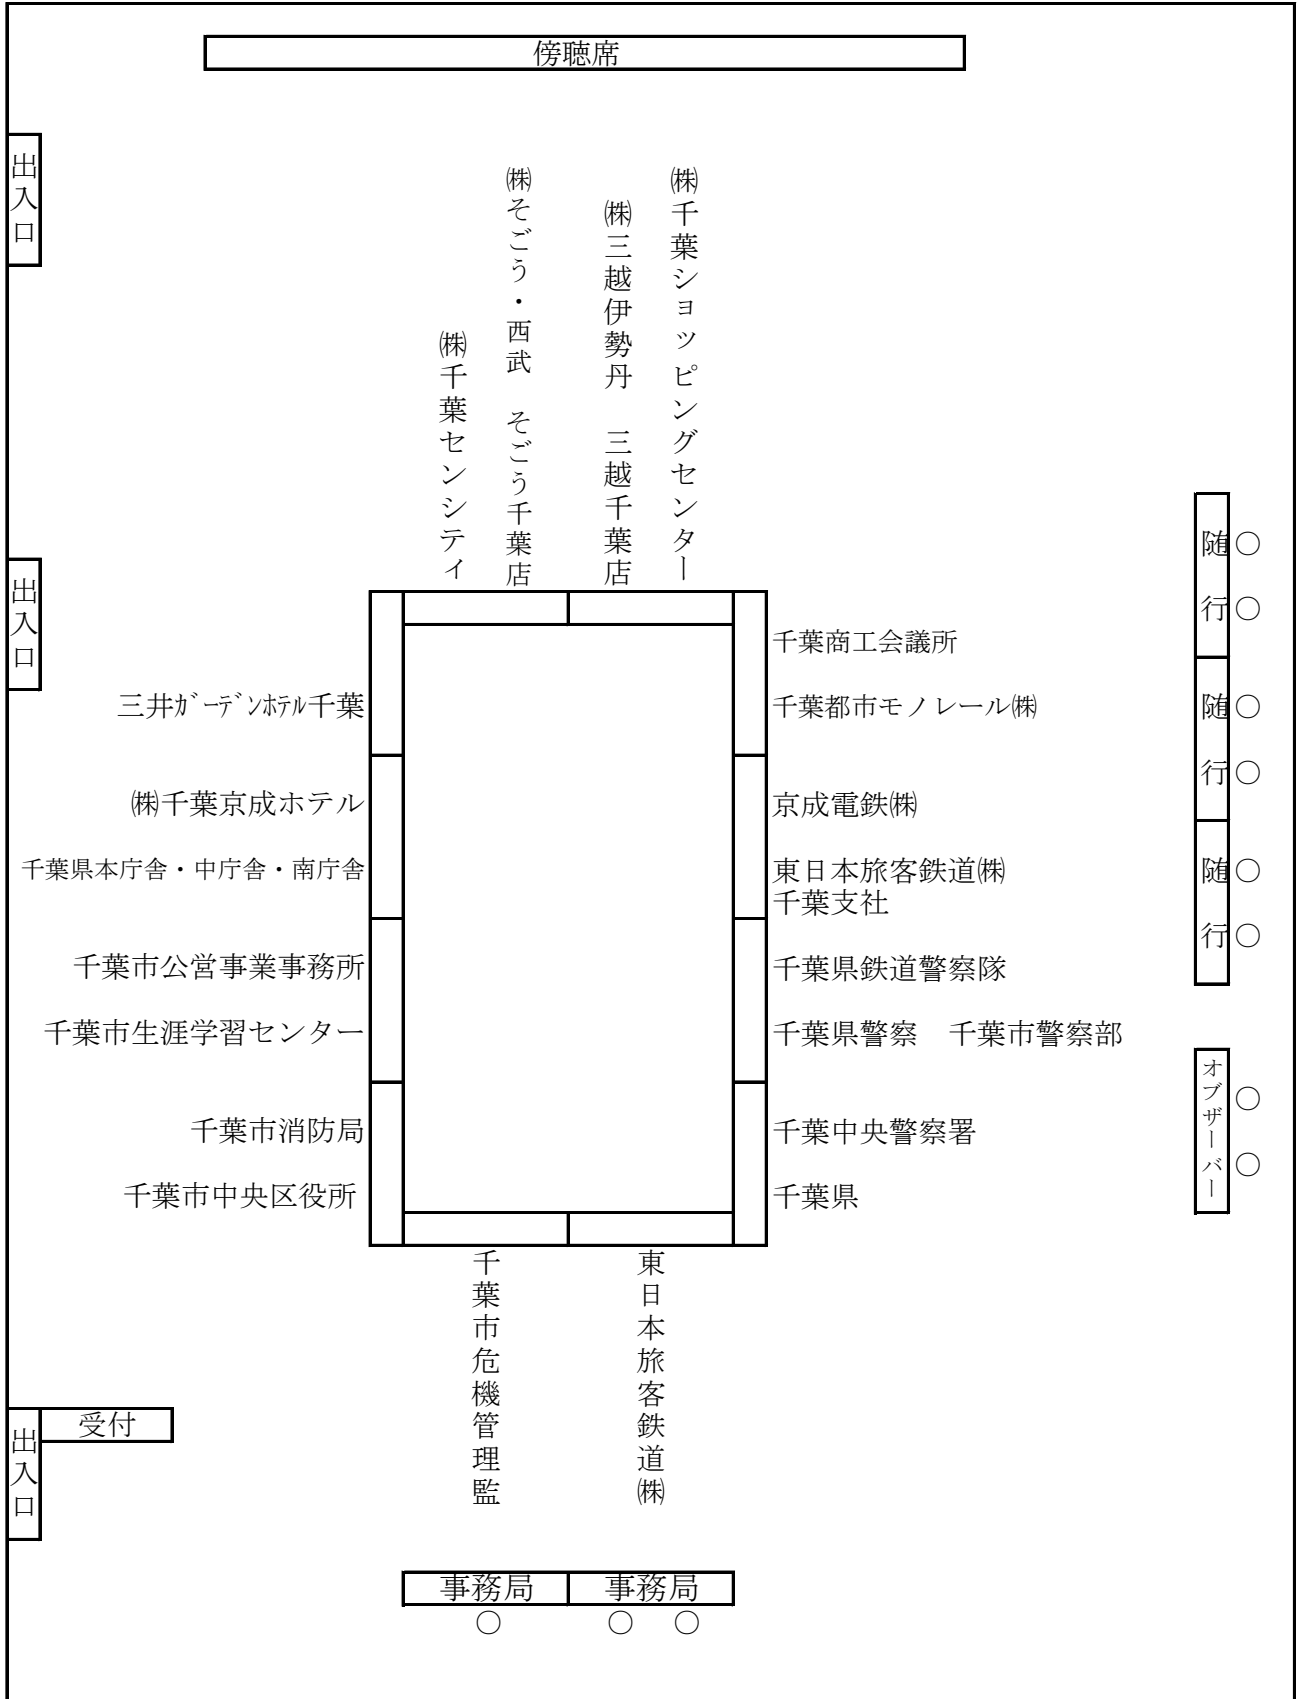 傍聴席
出入口
㈱千葉センシティ
㈱そごう・西武　そごう千葉店
㈱三越伊勢丹　三越千葉店
㈱千葉ショッピングセンター
出入口
三井ｶﾞｰﾃﾞﾝﾎﾃﾙ千葉
㈱千葉京成ホテル
千葉県本庁舎・中庁舎・南庁舎
千葉市公営事業事務所
千葉市生涯学習センター
千葉市消防局
千葉市中央区役所
千葉商工会議所
千葉都市モノレール㈱
京成電鉄㈱
東日本旅客鉄道㈱
千葉支社
千葉県鉄道警察隊
千葉県警察　千葉市警察部
千葉中央警察署
千葉県
随行 ○ ○
随行 ○ ○
随行 ○ ○
オブザーバー ○ ○
千葉市危機管理監
東日本旅客鉄道㈱
受付
出入口
事務局 事務局
○ ○ ○